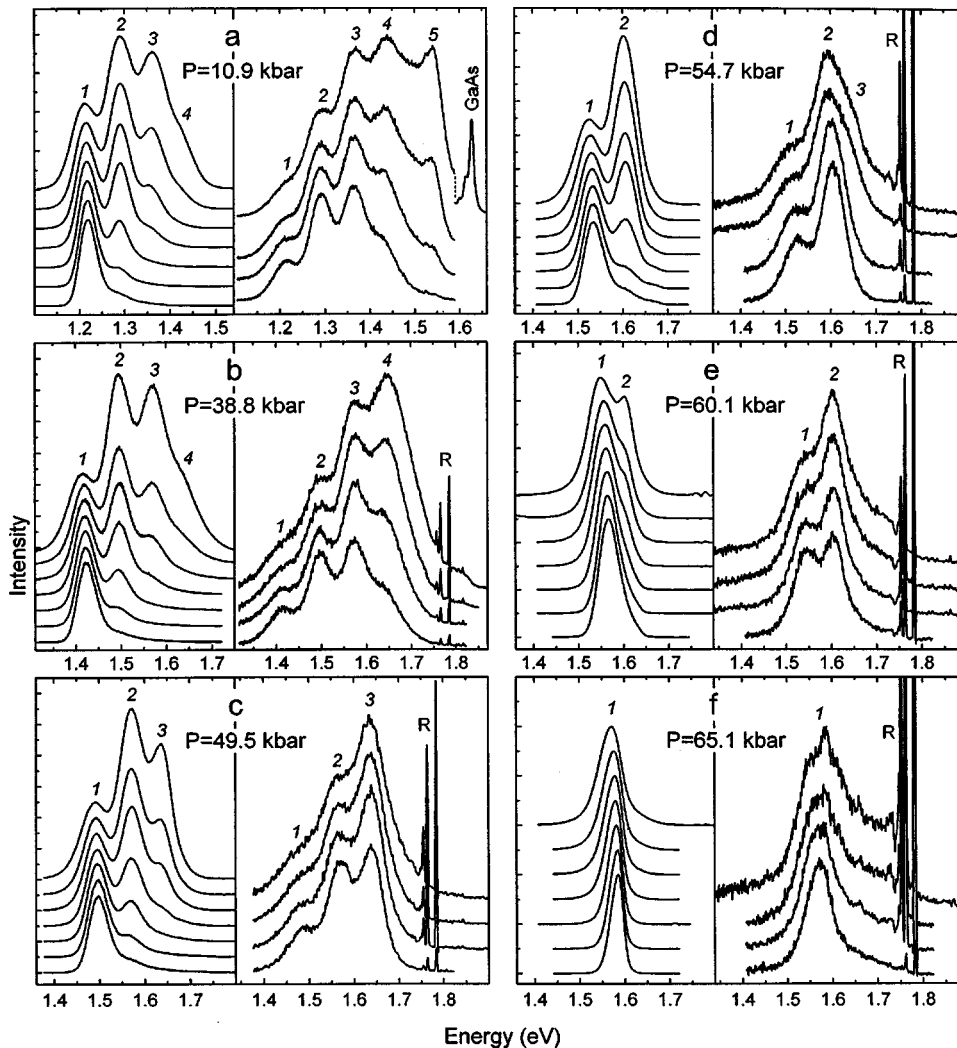 a
P=10.9 kbar
1 2 3 4
1 2 3 4 5
GaAs
1.2 1.3 1.4 1.5
1.2 1.3 1.4 1.5 1.6
b
P=38.8 kbar
1 2 3 4
1 2 3 4
R
1.4 1.5 1.6 1.7
1.4 1.5 1.6 1.7 1.8
c
P=49.5 kbar
1 2 3
1 2 3
R
1.4 1.5 1.6 1.7
1.4 1.5 1.6 1.7 1.8
d
P=54.7 kbar
1 2
1 2 3
R
1.4 1.5 1.6 1.7
1.4 1.5 1.6 1.7 1.8
e
P=60.1 kbar
1 2
1 2
R
1.4 1.5 1.6 1.7
1.4 1.5 1.6 1.7 1.8
f
P=65.1 kbar
1
1
R
1.4 1.5 1.6 1.7
1.4 1.5 1.6 1.7 1.8
Intensity
Energy (eV)